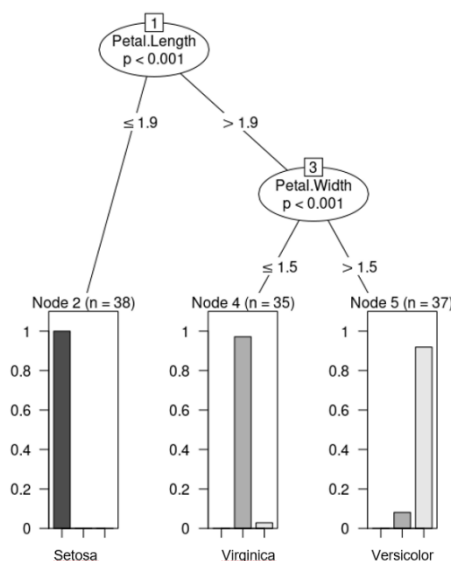 1
Petal.Length
p < 0.001
≤ 1.9
> 1.9
3
Petal.Width
p < 0.001
≤ 1.5
> 1.5
Node 2 (n = 38)
1
0.8
0.6
0.4
0.2
0
Setosa
Node 4 (n = 35)
1
0.8
0.6
0.4
0.2
0
Virginica
Node 5 (n = 37)
1
0.8
0.6
0.4
0.2
0
Versicolor